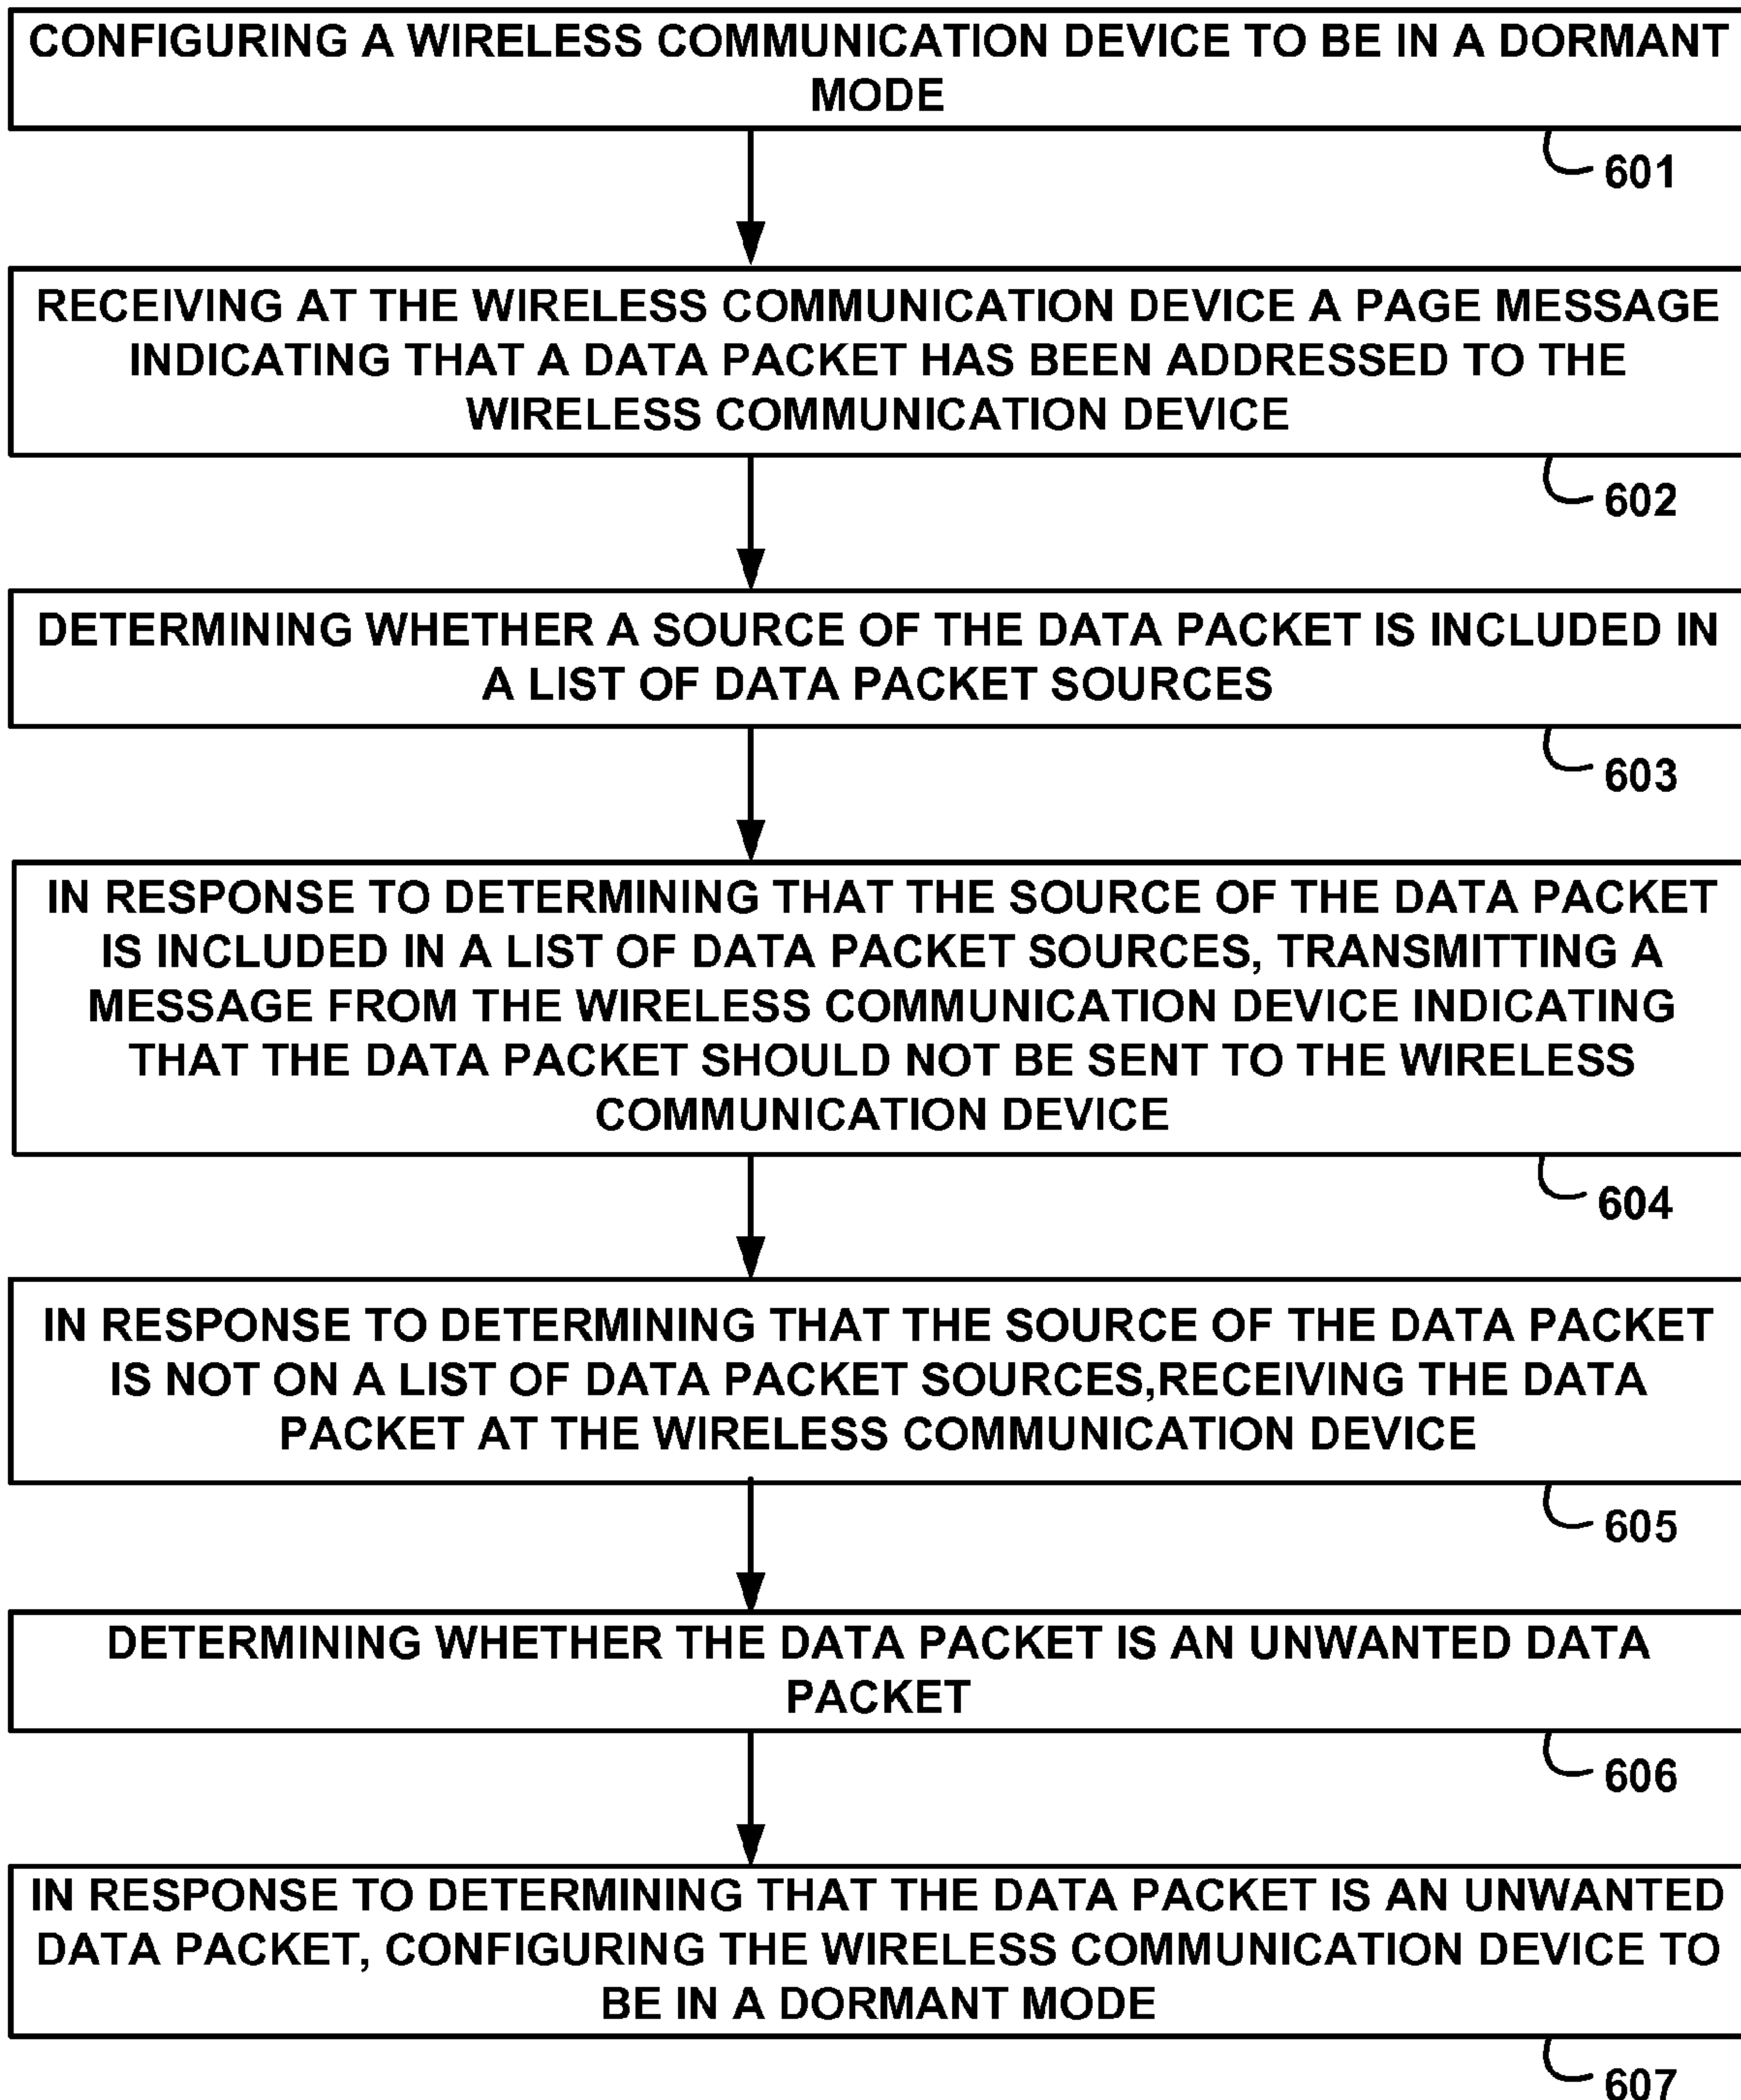 CONFIGURING A WIRELESS COMMUNICATION DEVICE TO BE IN A DORMANT
MODE
601
RECEIVING AT THE WIRELESS COMMUNICATION DEVICE A PAGE MESSAGE
INDICATING THAT A DATA PACKET HAS BEEN ADDRESSED TO THE
WIRELESS COMMUNICATION DEVICE
602
DETERMINING WHETHER A SOURCE OF THE DATA PACKET IS INCLUDED IN
A LIST OF DATA PACKET SOURCES
603
IN RESPONSE TO DETERMINING THAT THE SOURCE OF THE DATA PACKET
IS INCLUDED IN A LIST OF DATA PACKET SOURCES, TRANSMITTING A
MESSAGE FROM THE WIRELESS COMMUNICATION DEVICE INDICATING
THAT THE DATA PACKET SHOULD NOT BE SENT TO THE WIRELESS
COMMUNICATION DEVICE
604
IN RESPONSE TO DETERMINING THAT THE SOURCE OF THE DATA PACKET
IS NOT ON A LIST OF DATA PACKET SOURCES,RECEIVING THE DATA
PACKET AT THE WIRELESS COMMUNICATION DEVICE
605
DETERMINING WHETHER THE DATA PACKET IS AN UNWANTED DATA
PACKET
606
IN RESPONSE TO DETERMINING THAT THE DATA PACKET IS AN UNWANTED
DATA PACKET, CONFIGURING THE WIRELESS COMMUNICATION DEVICE TO
BE IN A DORMANT MODE
607